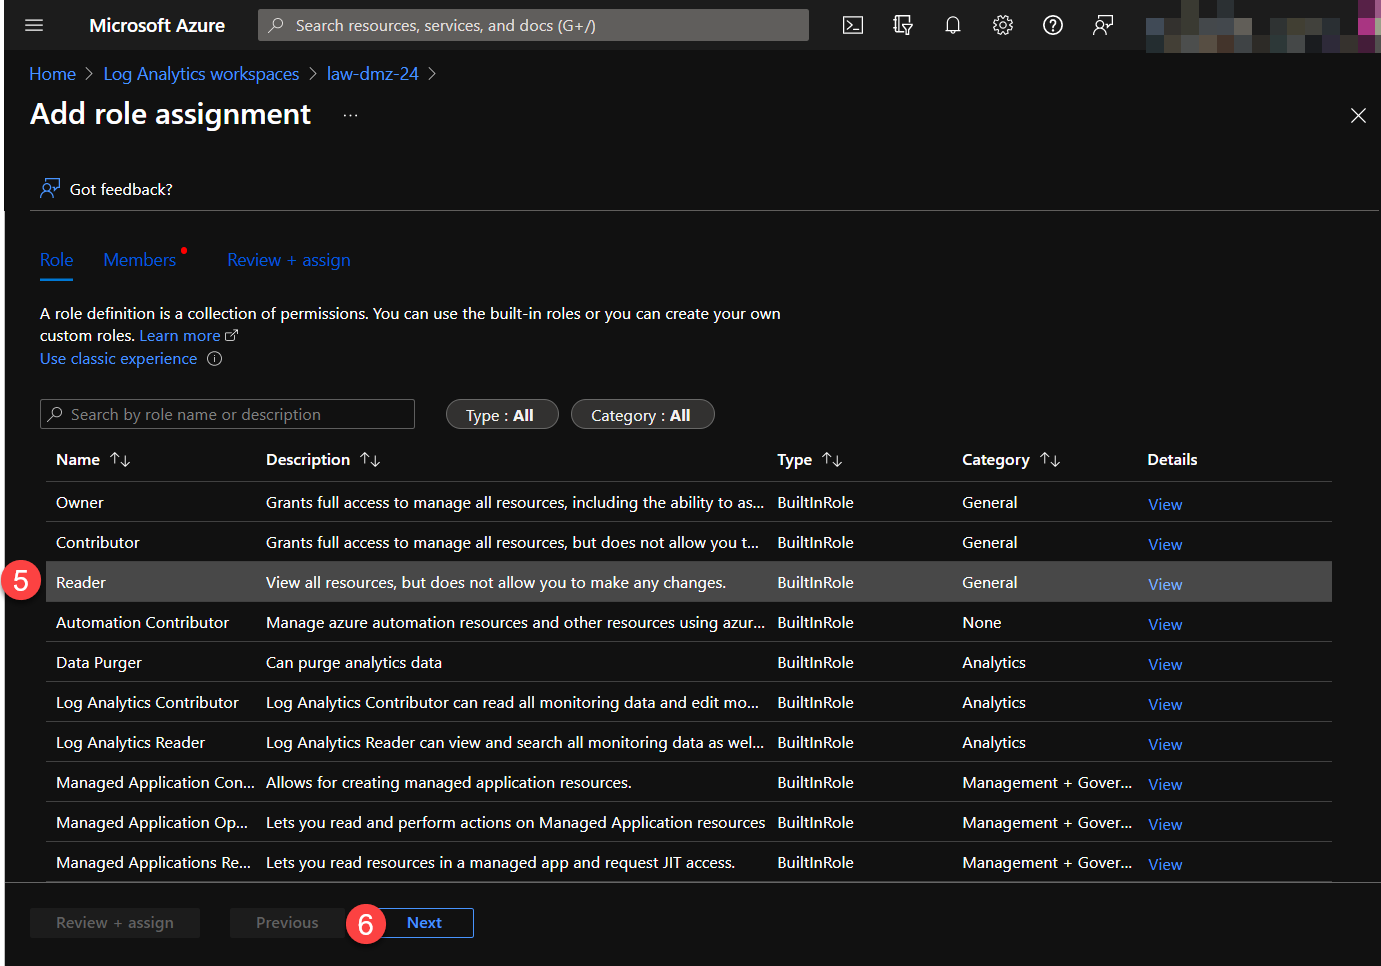 Microsoft Azure
Search resources, services, and docs (G+/)
Home > Log Analytics workspaces > law-dmz-24 >
Add role assignment ...
Got feedback?
Role Members Review + assign
A role definition is a collection of permissions. You can use the built-in roles or you can create your own
custom roles. Learn more
Use classic experience
Search by role name or description Type : All Category : All
Name Description Type Category Details
Owner Grants full access to manage all resources, including the ability to as... BuiltInRole General View
Contributor Grants full access to manage all resources, but does not allow you t... BuiltInRole General View
5 Reader View all resources, but does not allow you to make any changes. BuiltInRole General View
Automation Contributor Manage azure automation resources and other resources using azur... BuiltInRole None View
Data Purger Can purge analytics data BuiltInRole Analytics View
Log Analytics Contributor Log Analytics Contributor can read all monitoring data and edit mo... BuiltInRole Analytics View
Log Analytics Reader Log Analytics Reader can view and search all monitoring data as wel... BuiltInRole Analytics View
Managed Application Con... Allows for creating managed application resources. BuiltInRole Management + Gover... View
Managed Application Op... Lets you read and perform actions on Managed Application resources BuiltInRole Management + Gover... View
Managed Applications Re... Lets you read resources in a managed app and request JIT access. BuiltInRole Management + Gover... View
Review + assign Previous 6 Next